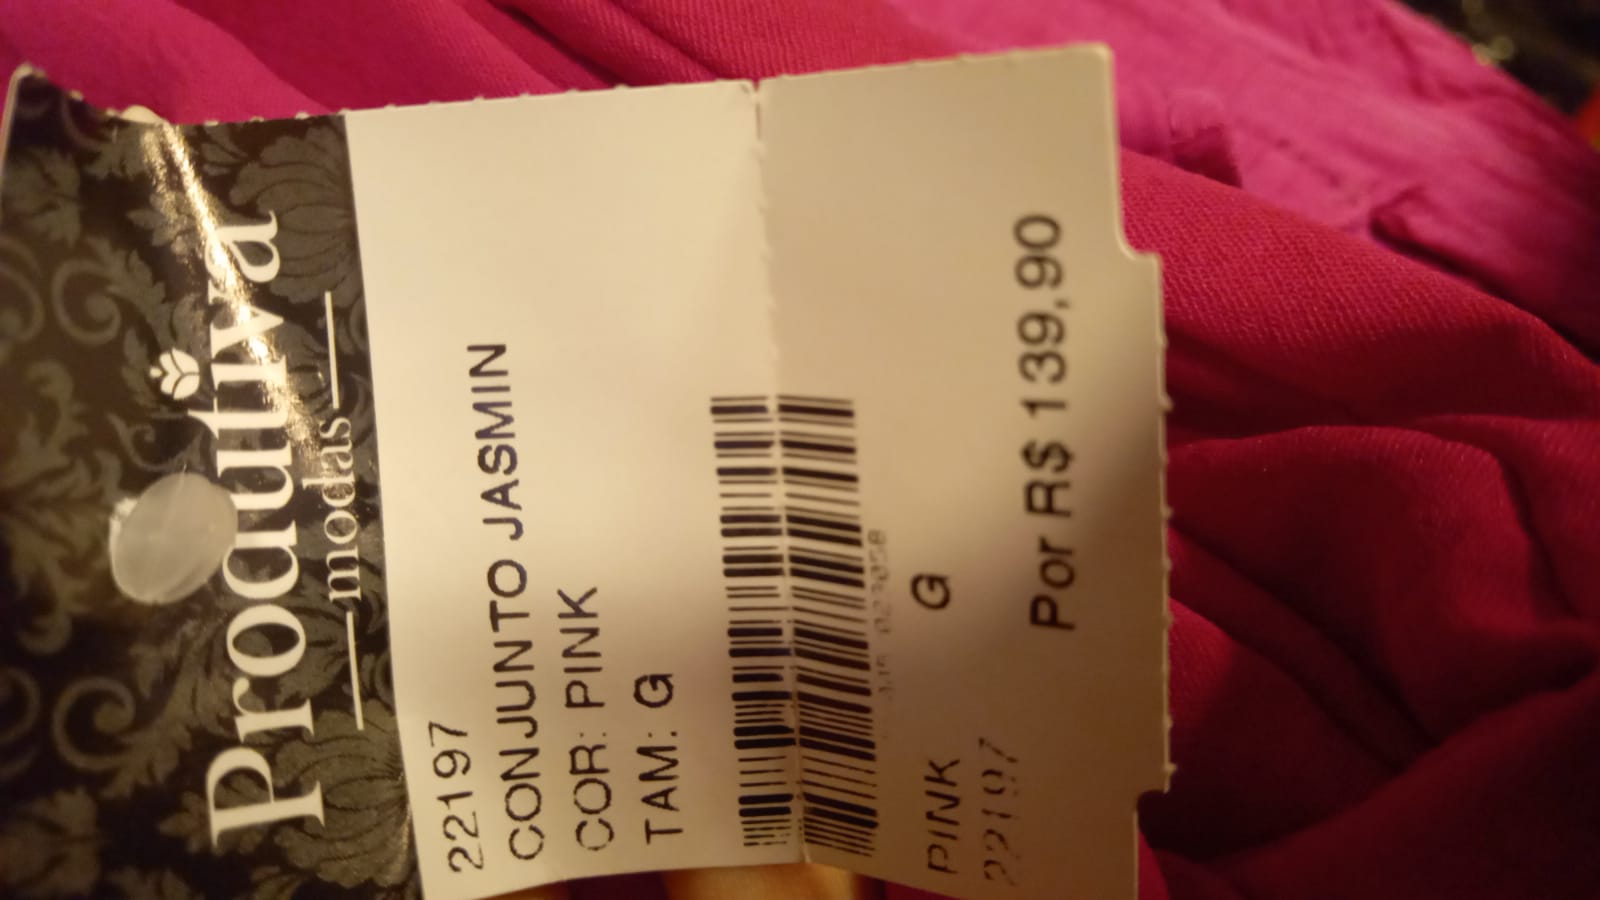 Produtiva
modas
22197
CONJUNTO JASMIN
COR: PINK
TAM: G
PINK G
22197
Por R$ 139,90